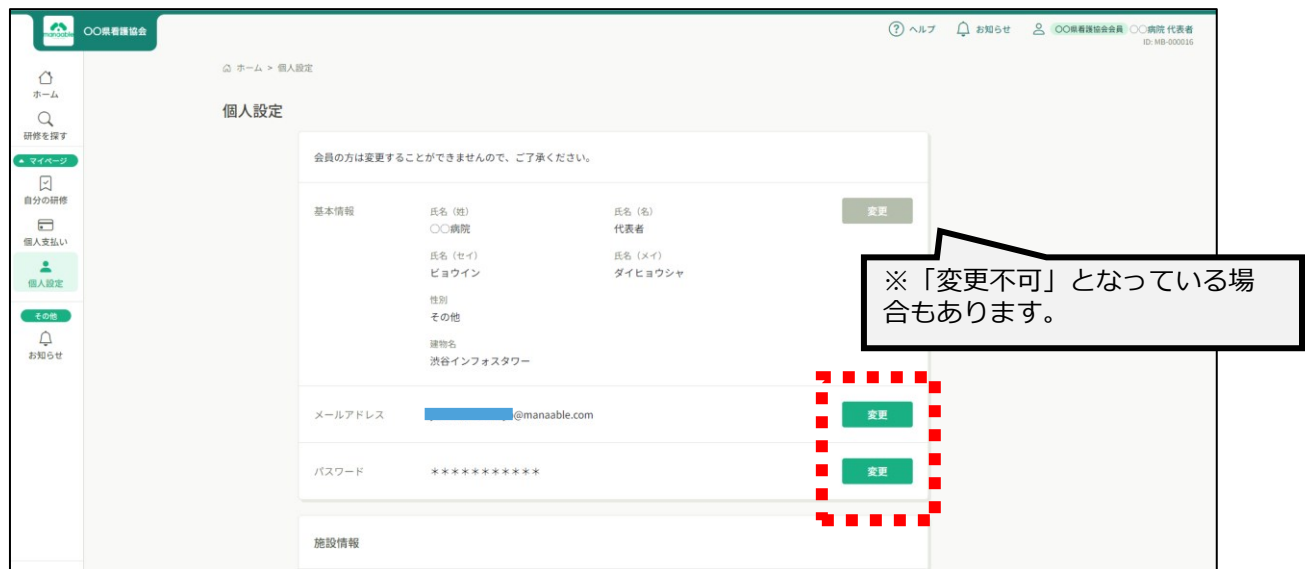 manaable
〇〇県看護協会
ヘルプ
お知らせ
〇〇県看護協会会員 〇〇病院 代表者
ID: MB-000016
ホーム
研修を探す
マイページ
自分の研修
個人支払い
個人設定
その他
お知らせ
ホーム > 個人設定
個人設定
会員の方は変更することができませんので、ご了承ください。
基本情報
氏名（姓）
氏名（名）
変更
〇〇病院
代表者
氏名（セイ）
氏名（メイ）
ビョウイン
ダイヒョウシャ
性別
その他
建物名
渋谷インフォスタワー
※「変更不可」となっている場
合もあります。
メールアドレス
@manaable.com
変更
パスワード
＊＊＊＊＊＊＊＊＊＊＊
変更
施設情報